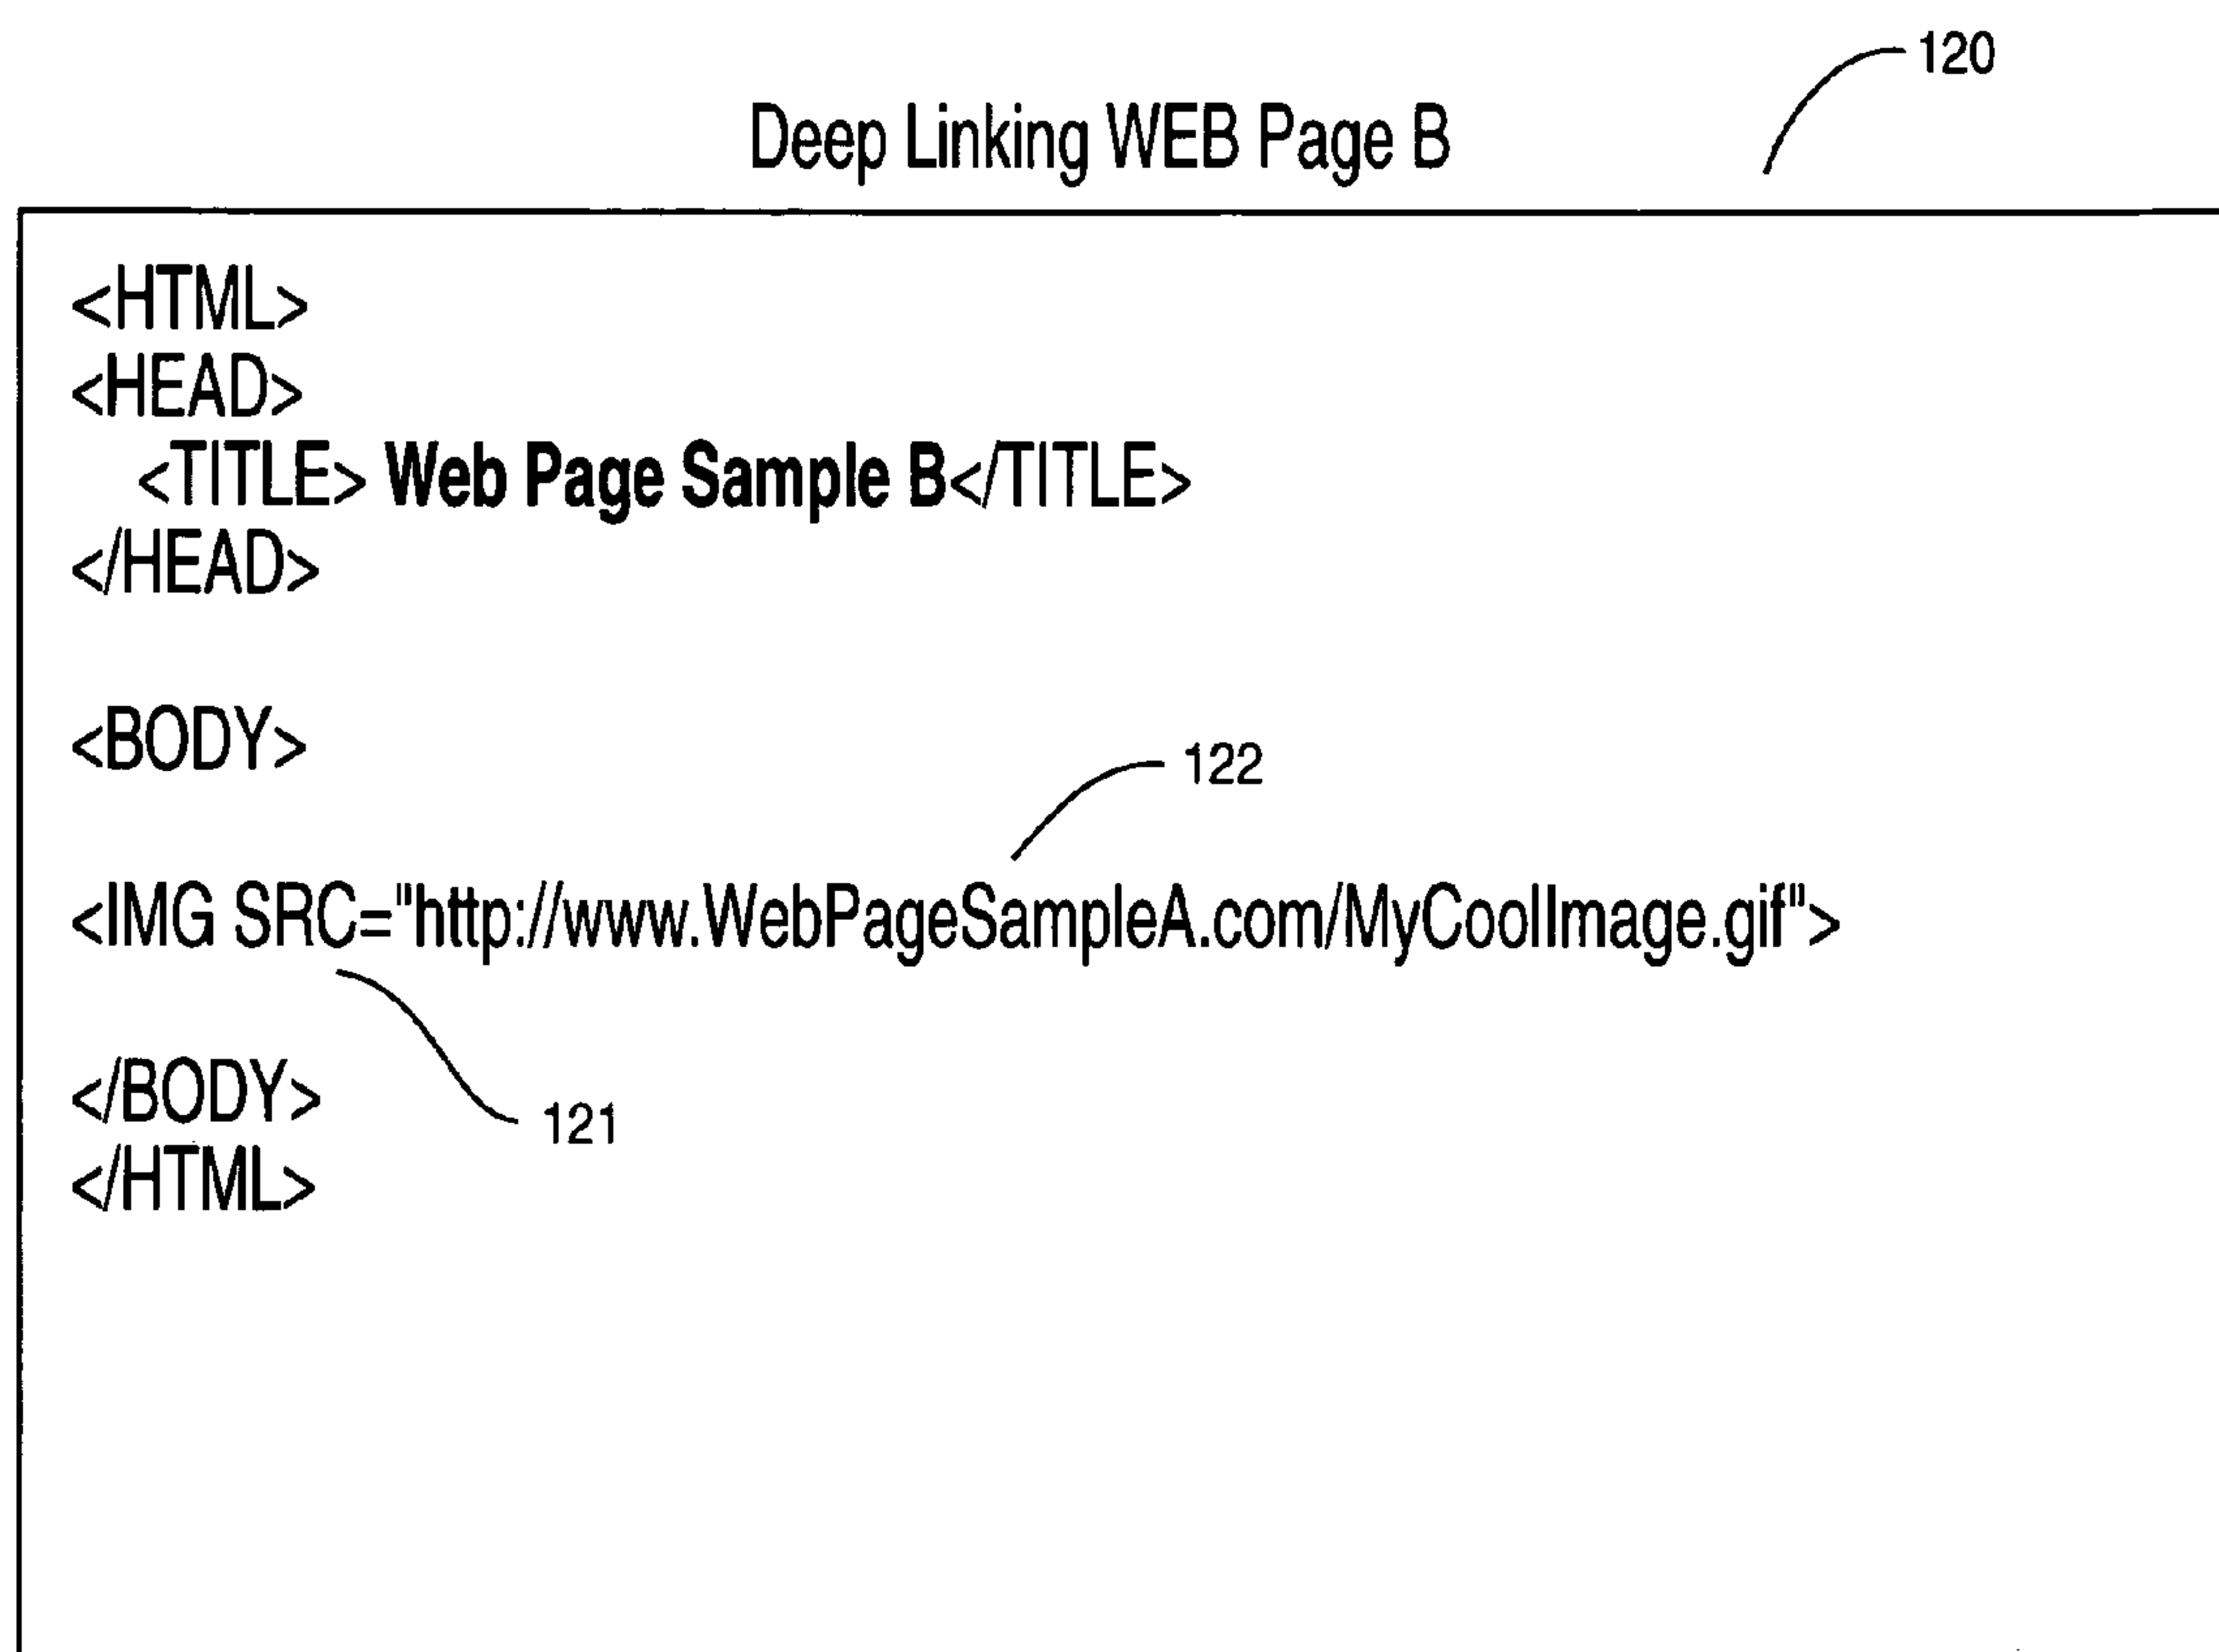 120
Deep Linking WEB Page B
<HTML>
<HEAD>
<TITLE> Web Page Sample B</TITLE>
</HEAD>
<BODY>
122
<IMG SRC="http://www.WebPageSampleA.com/MyCoolImage.gif">
121
</BODY>
</HTML>